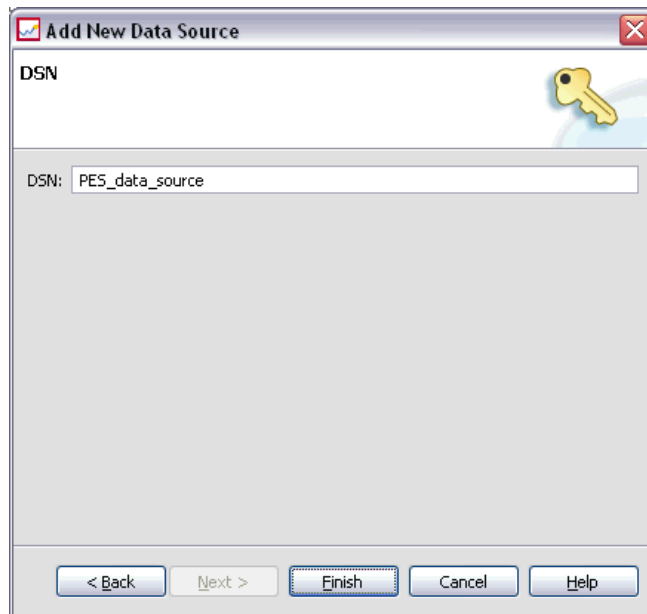 Add New Data Source
DSN
DSN: PES_data_source
< Back Next > Finish Cancel Help